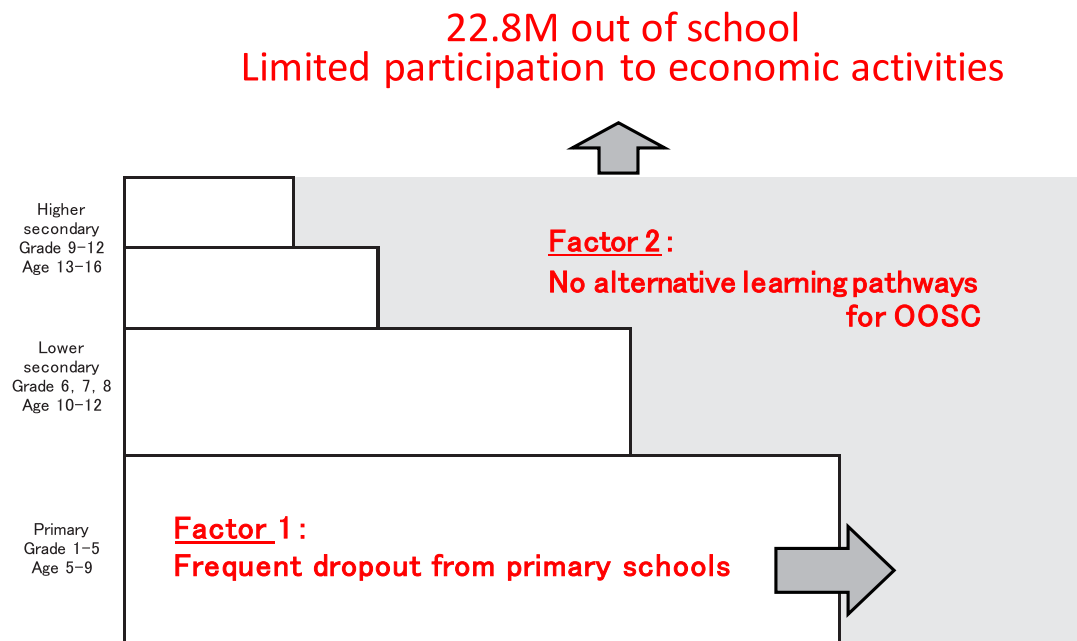 22.8M out of school
Limited participation to economic activities
Higher
secondary
Grade 9-12
Age 13-16
Factor 2:
No alternative learning pathways
for OOSC
Lower
secondary
Grade 6, 7, 8
Age 10-12
Primary
Grade 1-5
Age 5-9
Factor 1:
Frequent dropout from primary schools